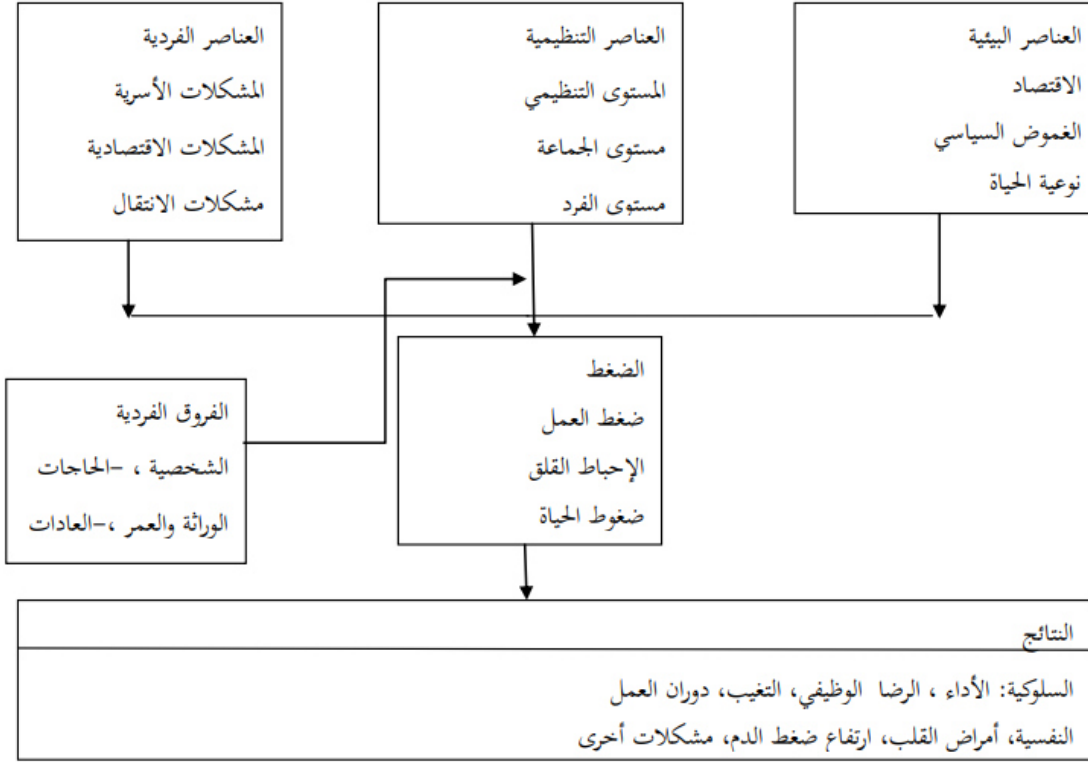 العناصر البيئية
الاقتصاد
الغموض السياسي
نوعية الحياة
العناصر التنظيمية
المستوى التنظيمي
مستوى الجماعة
مستوى الفرد
العناصر الفردية
المشكلات الأسرية
المشكلات الاقتصادية
مشكلات الانتقال
الضغط
ضغط العمل
الإحباط القلق
ضغوط الحياة
الفروق الفردية
الشخصية ، –الحاجات
الوراثة والعمر ،–العادات
النتائج
السلوكية: الأداء ، الرضا الوظيفي، التغيب، دوران العمل
النفسية، أمراض القلب، ارتفاع ضغط الدم، مشكلات أخرى